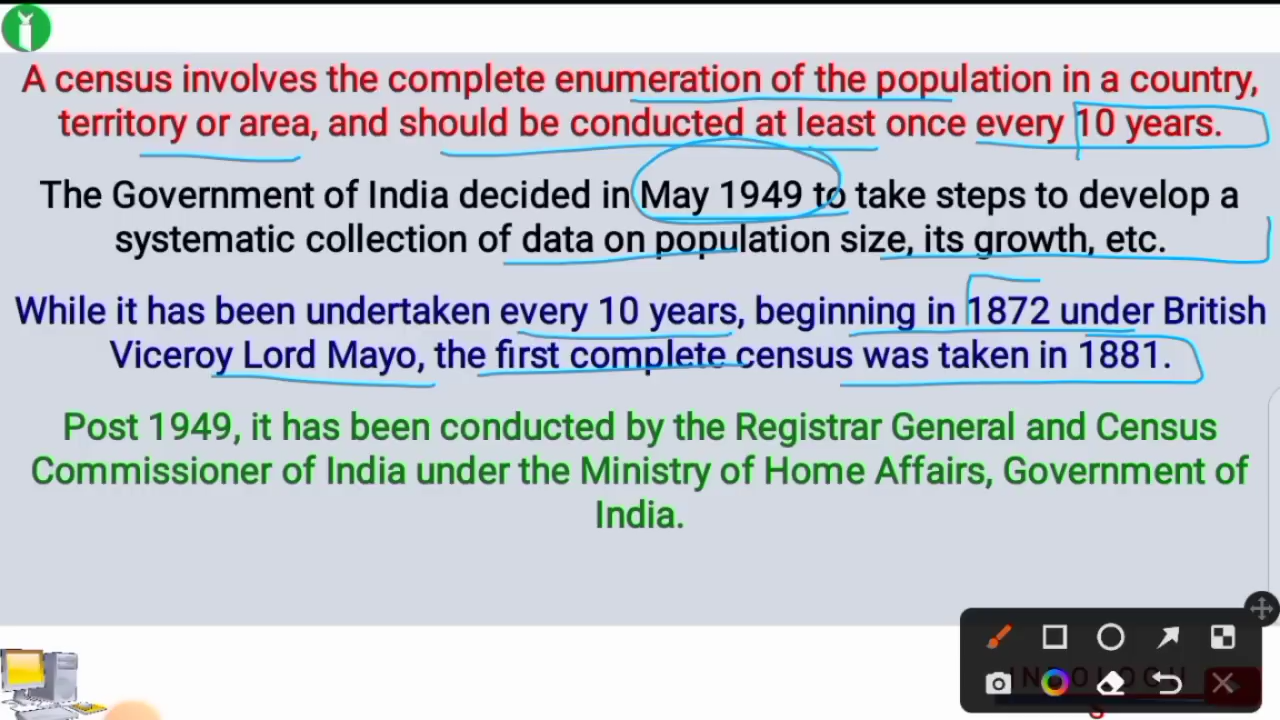 A census involves the complete enumeration of the population in a country,
territory or area, and should be conducted at least once every 10 years.
The Government of India decided in May 1949 to take steps to develop a
systematic collection of data on population size, its growth, etc.
While it has been undertaken every 10 years, beginning in 1872 under British
Viceroy Lord Mayo, the first complete census was taken in 1881.
Post 1949, it has been conducted by the Registrar General and Census
Commissioner of India under the Ministry of Home Affairs, Government of
India.